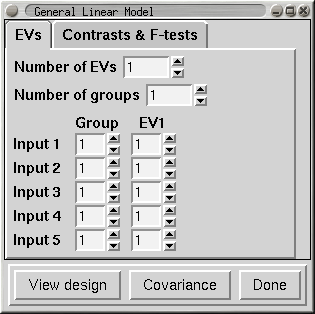 General Linear Model
EVs Contrasts & F-tests
Number of EVs 1
Number of groups 1
Group EV1
Input 1 1 1
Input 2 1 1
Input 3 1 1
Input 4 1 1
Input 5 1 1
View design Covariance Done